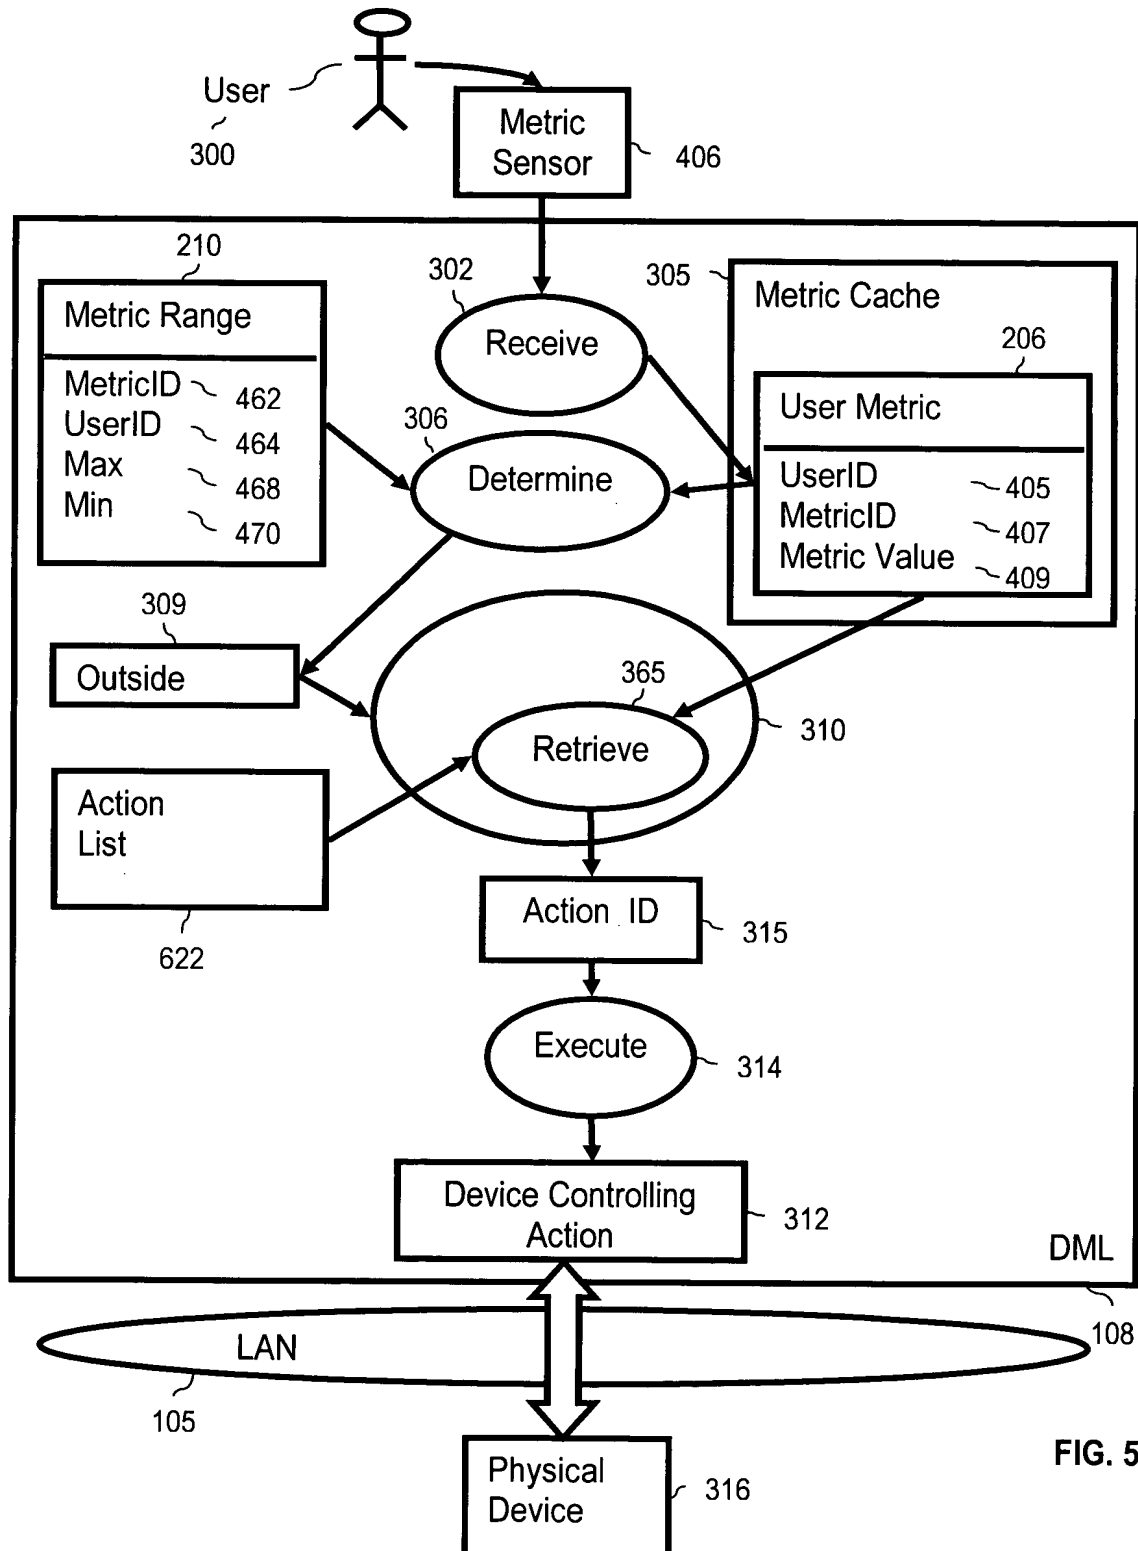 User
300
Metric
Sensor
406
210
302
305
Metric Cache
Metric Range
Receive
206
MetricID
462
UserID
464
Max
468
Min
470
306
Determine
User Metric
UserID
405
MetricID
407
Metric Value
409
309
Outside
365
Retrieve
310
Action
List
622
Action ID
315
Execute
314
Device Controlling
Action
312
DML
108
LAN
105
Physical
Device
316
FIG. 5